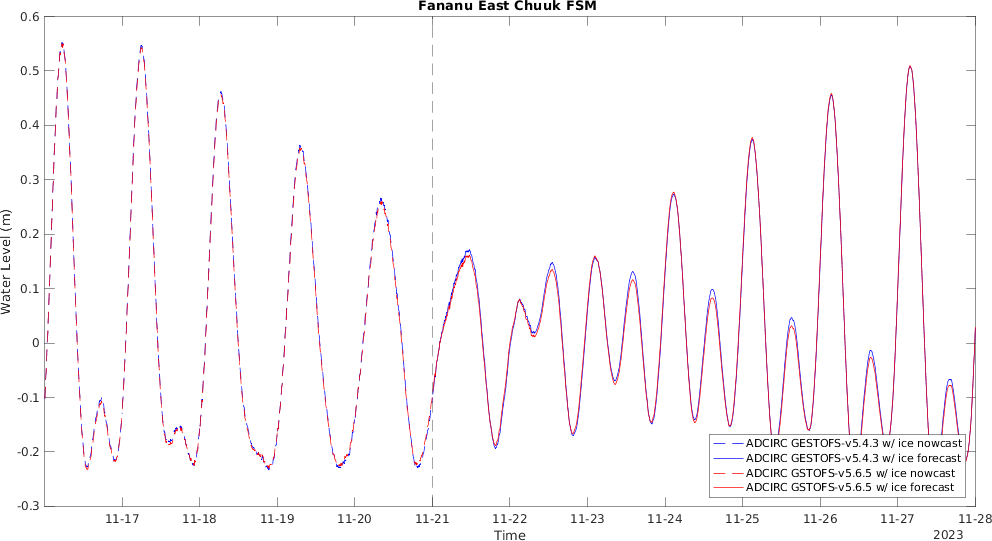 Fananu East Chuuk FSM
0.6
0.5
0.4
0.3
0.2
0.1
0
-0.1
-0.2
-0.3
Water Level (m)
ADCIRC GESTOFS-v5.4.3 w/ ice nowcast
ADCIRC GESTOFS-v5.4.3 w/ ice forecast
ADCIRC GSTOFS-v5.6.5 w/ ice nowcast
ADCIRC GSTOFS-v5.6.5 w/ ice forecast
11-17 11-18 11-19 11-20 11-21 11-22 11-23 11-24 11-25 11-26 11-27 11-28
Time
2023